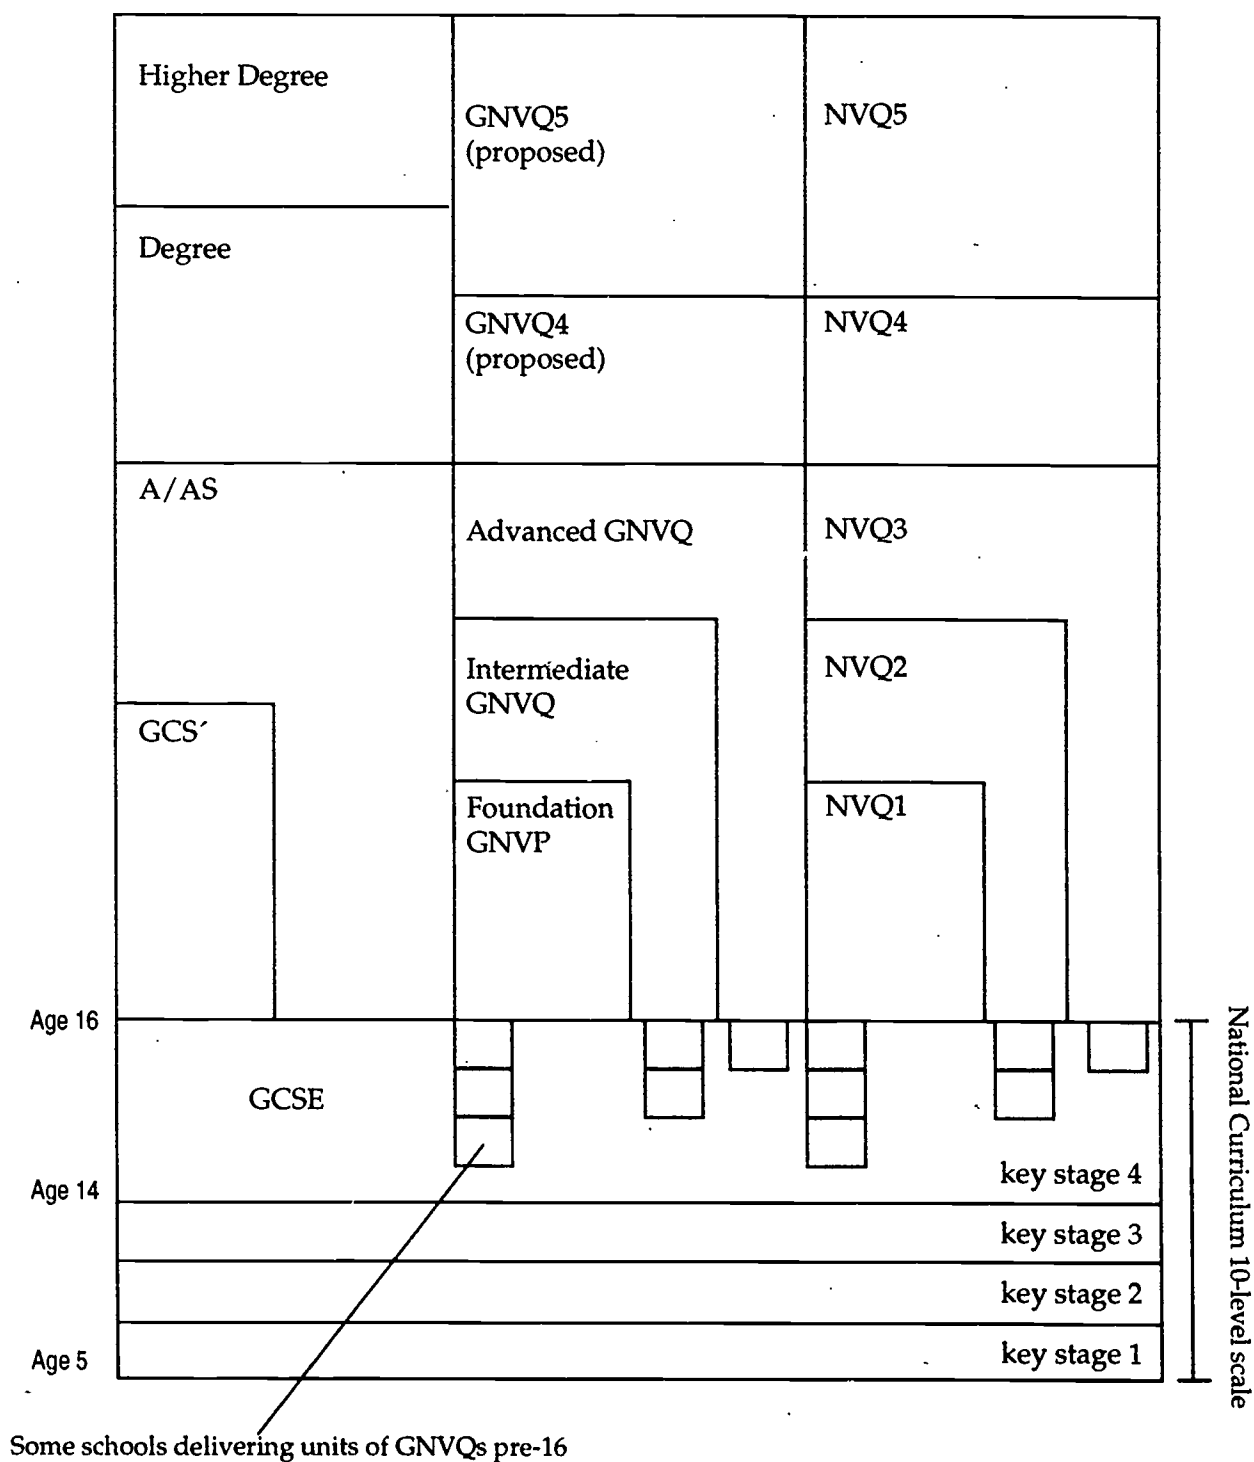 Higher Degree
GNVQ5
(proposed)
NVQ5
Degree
GNVQ4
(proposed)
NVQ4
A/AS
Advanced GNVQ
NVQ3
Intermediate
GNVQ
NVQ2
GCS´
Foundation
GNVP
NVQ1
Age 16
GCSE
Age 14
key stage 4
key stage 3
key stage 2
Age 5
key stage 1
National Curriculum 10-level scale
Some schools delivering units of GNVQs pre-16